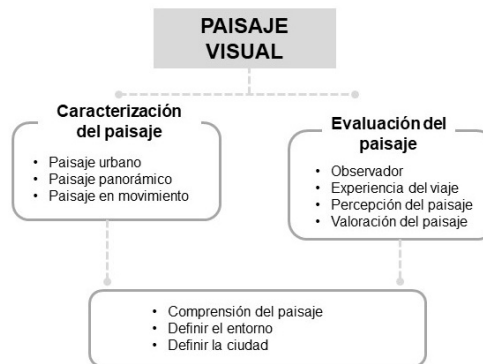 PAISAJE
VISUAL
Caracterización
del paisaje
• Paisaje urbano
• Paisaje panorámico
• Paisaje en movimiento
Evaluación del
paisaje
• Observador
• Experiencia del viaje
• Percepción del paisaje
• Valoración del paisaje
• Comprensión del paisaje
• Definir el entorno
• Definir la ciudad